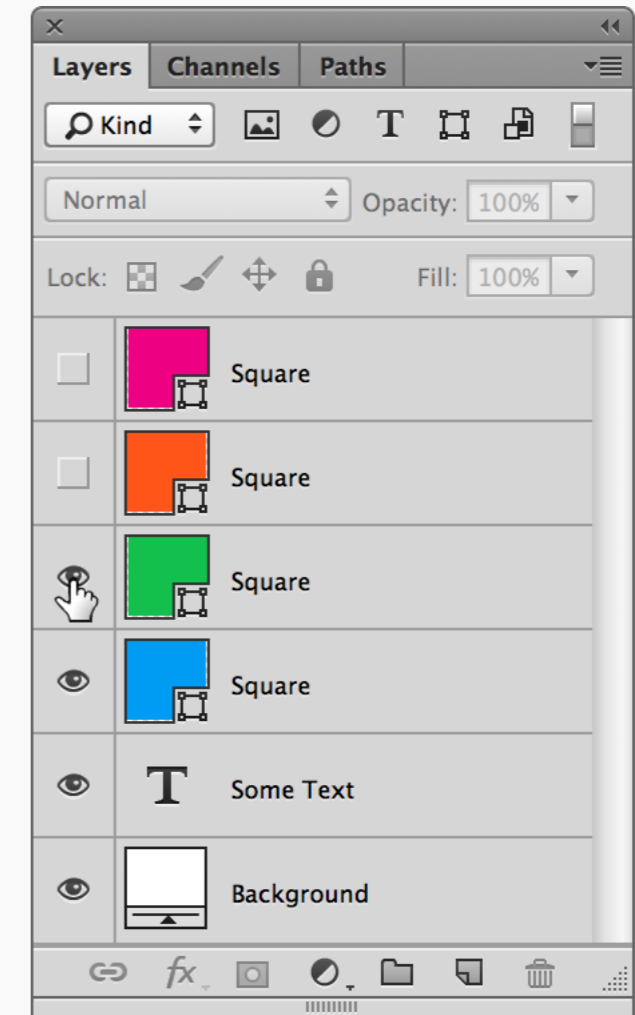 Layers Channels Paths
Kind
Normal Opacity: 100%
Lock: Fill: 100%
Square
Square
Square
Square
T Some Text
Background
fx